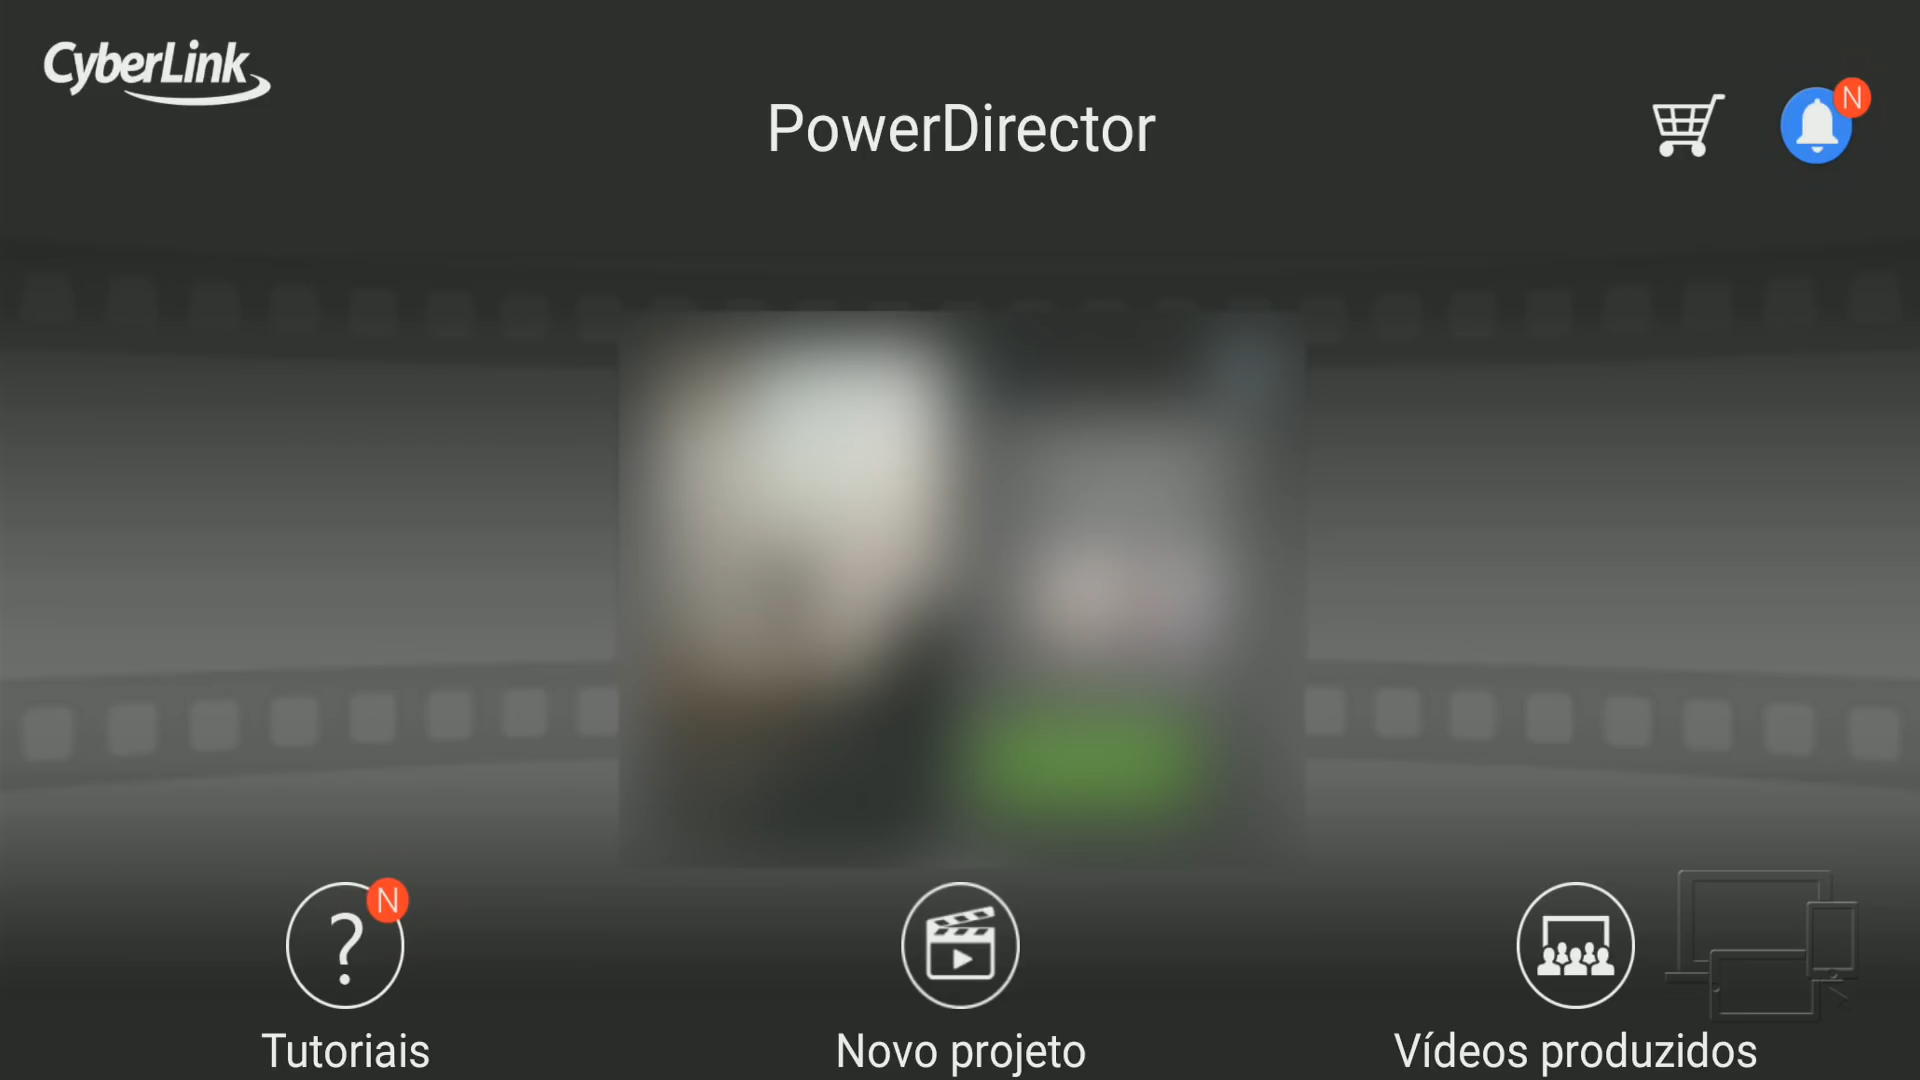 CyberLink
PowerDirector
N
N
?
Tutoriais
Novo projeto
Vídeos produzidos